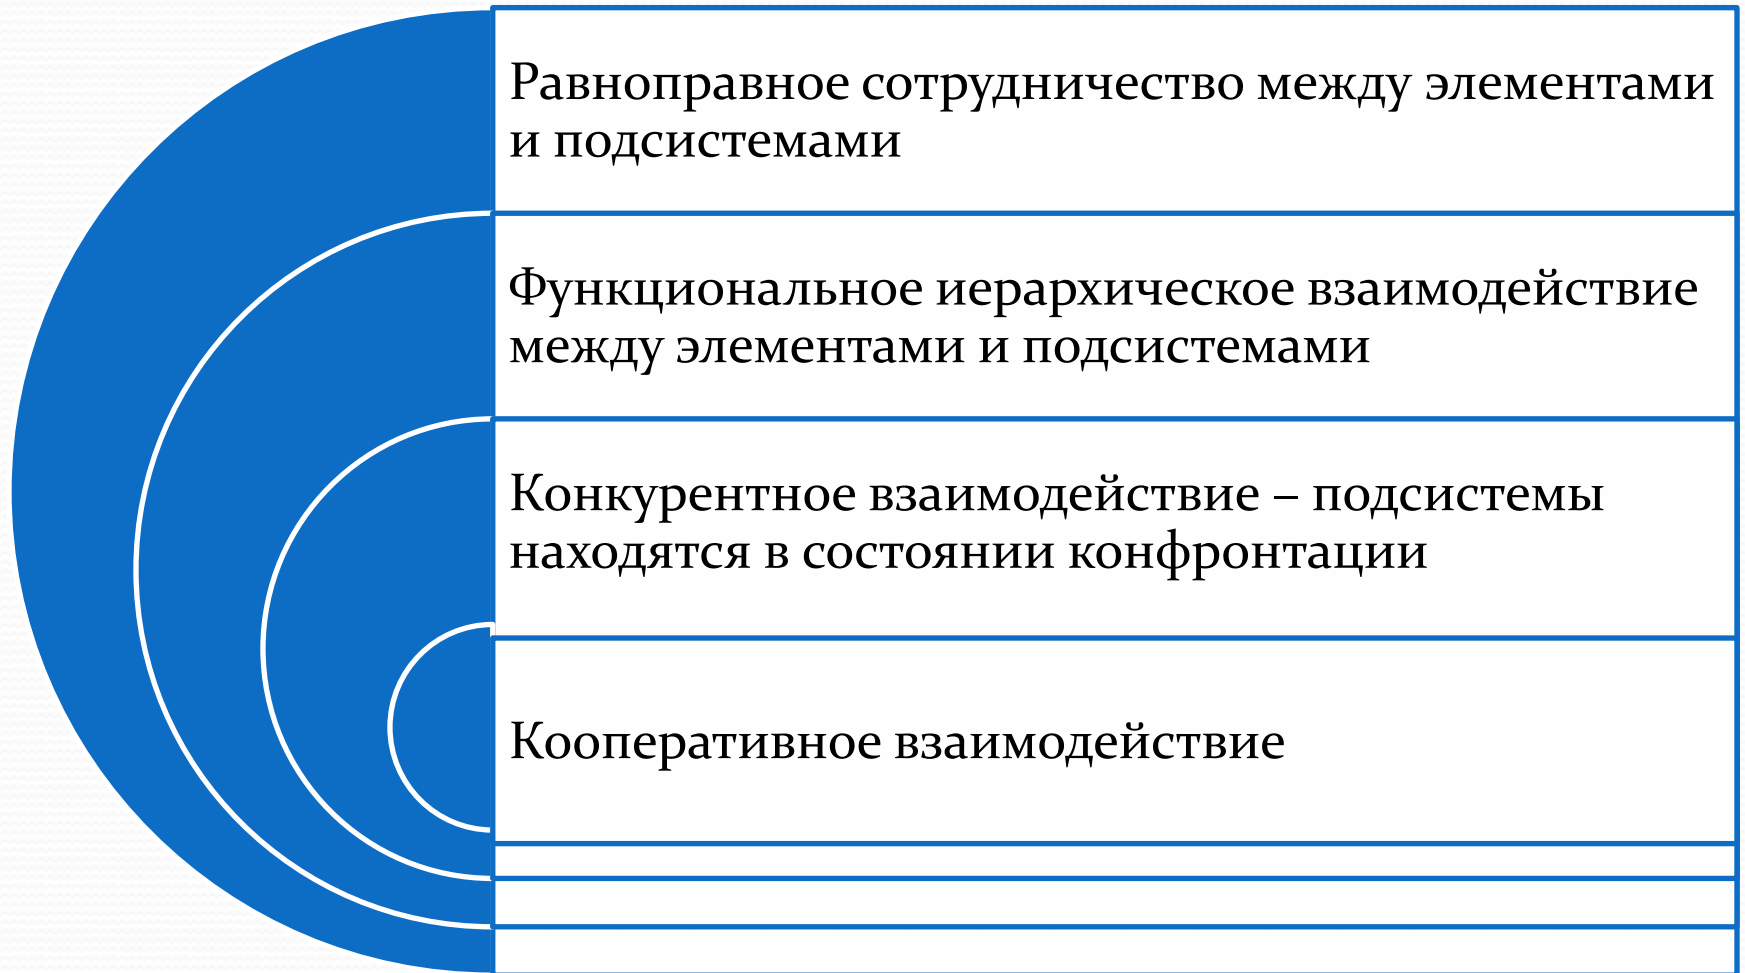 Равноправное сотрудничество между элементами
и подсистемами
Функциональное иерархическое взаимодействие
между элементами и подсистемами
Конкурентное взаимодействие – подсистемы
находятся в состоянии конфронтации
Кооперативное взаимодействие